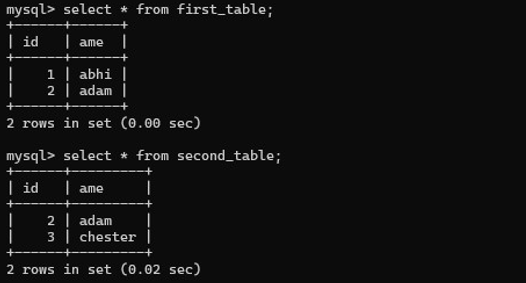 mysql> select * from first_table;
+------+------+
| id   | ame  |
+------+------+
|    1 | abhi |
|    2 | adam |
+------+------+
2 rows in set (0.00 sec)

mysql> select * from second_table;
+------+---------+
| id   | ame     |
+------+---------+
|    2 | adam    |
|    3 | chester |
+------+---------+
2 rows in set (0.02 sec)